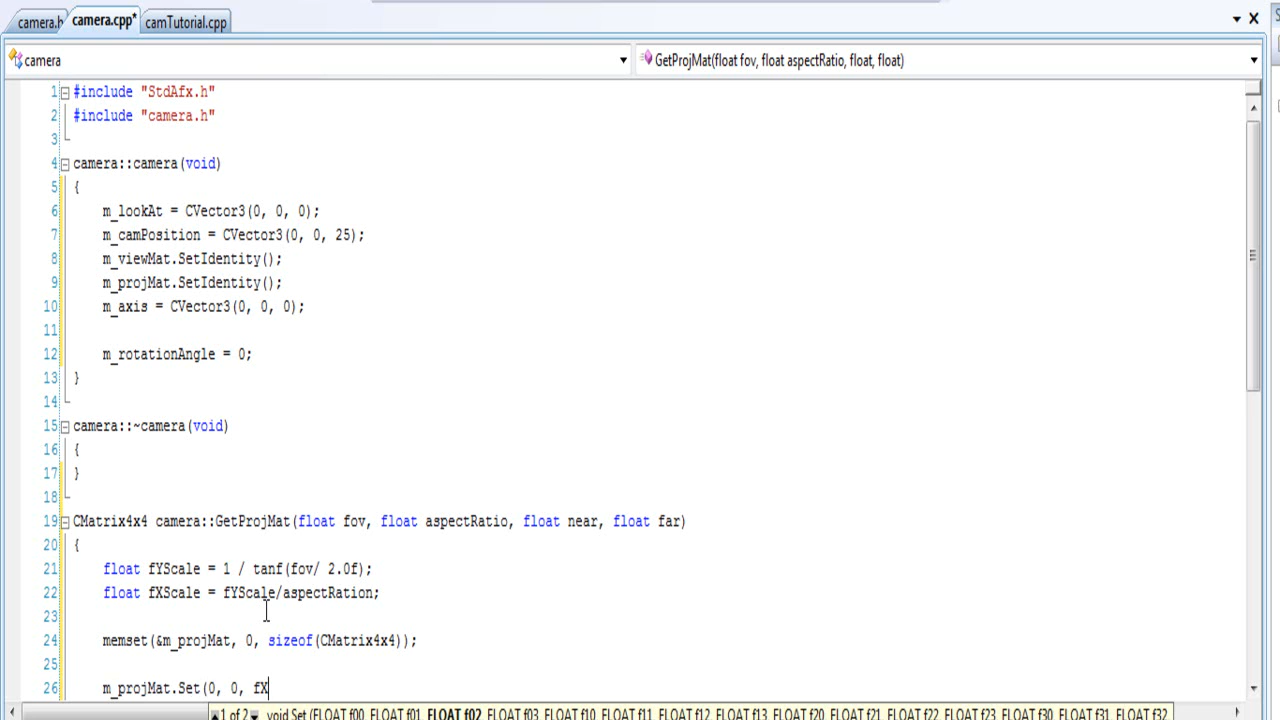 camera.h camera.cpp* camTutorial.cpp
camera GetProjMat(float fov, float aspectRatio, float, float)
1 #include "StdAfx.h"
2 #include "camera.h"
3
4 camera::camera(void)
5 {
6 m_lookAt = CVector3(0, 0, 0);
7 m_camPosition = CVector3(0, 0, 25);
8 m_viewMat.SetIdentity();
9 m_projMat.SetIdentity();
10 m_axis = CVector3(0, 0, 0);
11
12 m_rotationAngle = 0;
13 }
14
15 camera::~camera(void)
16 {
17 }
18
19 CMatrix4x4 camera::GetProjMat(float fov, float aspectRatio, float near, float far)
20 {
21 float fYScale = 1 / tanf(fov/ 2.0f);
22 float fXScale = fYScale/aspectRation;
23
24 memset(&m_projMat, 0, sizeof(CMatrix4x4));
25
26 m_projMat.Set(0, 0, fX
1 of 2 void Set (FLOAT f00, FLOAT f01, FLOAT f02, FLOAT f03, FLOAT f10, FLOAT f11, FLOAT f12, FLOAT f13, FLOAT f20, FLOAT f21, FLOAT f22, FLOAT f23, FLOAT f30, FLOAT f31, FLOAT f32,